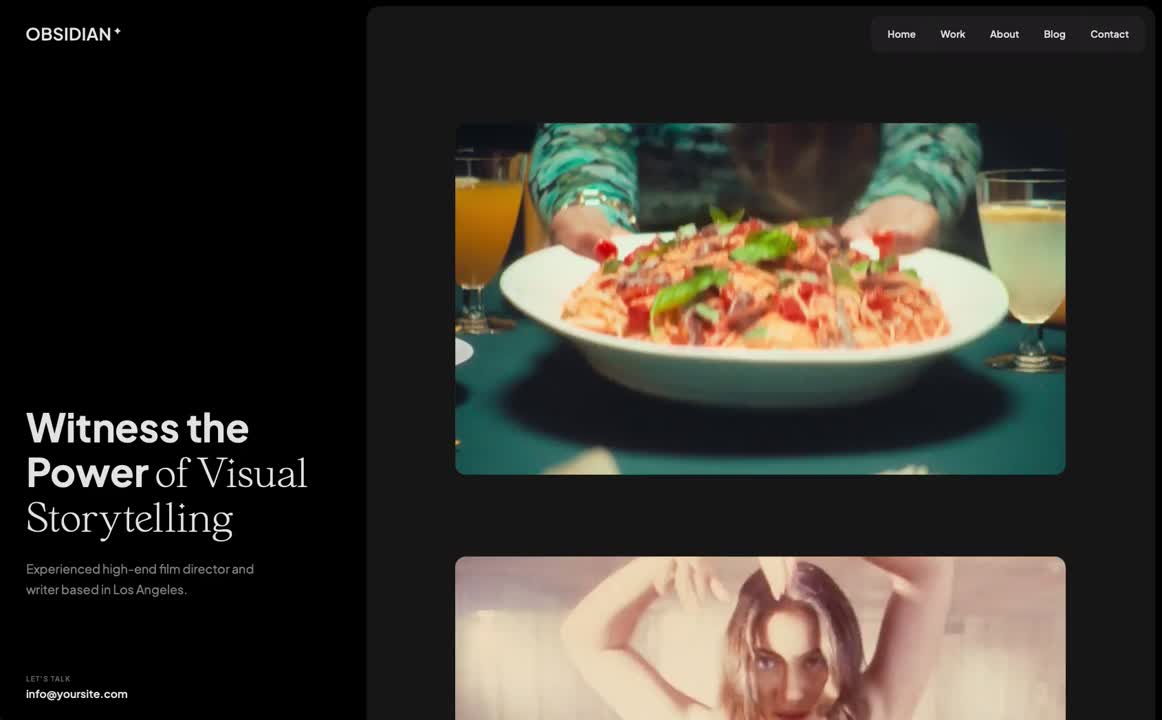 OBSIDIAN
Home Work About Blog Contact
Witness the
Power of Visual
Storytelling
Experienced high-end film director and
writer based in Los Angeles.
LET'S TALK
info@yoursite.com